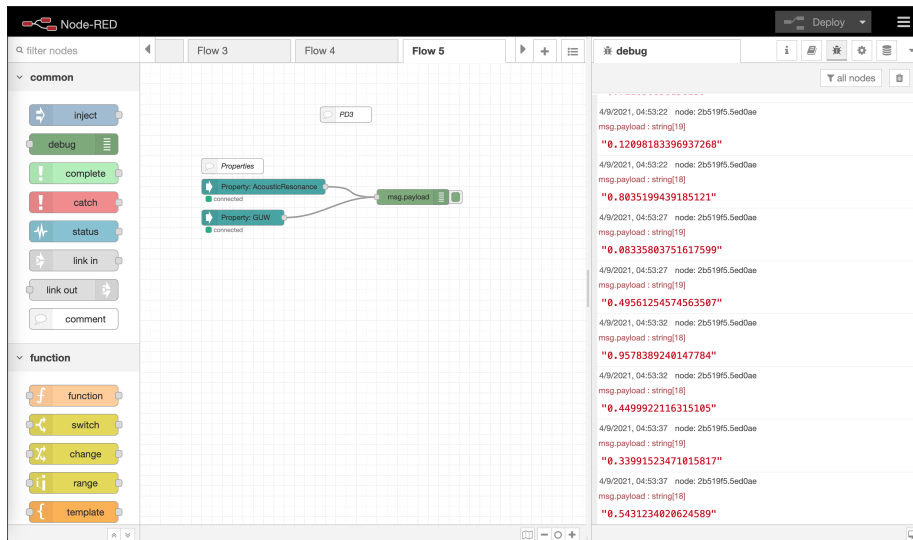 Node-RED
Deploy
filter nodes
Flow 3
Flow 4
Flow 5
debug
i
all nodes
common
inject
debug
complete
catch
status
link in
link out
comment
function
function
switch
change
range
template
PD3
Properties
Property: AcousticResonance
connected
Property: GUW
connected
msg.payload
4/9/2021, 04:53:22 node: 2b519f5.5ed0ae
msg.payload : string[19]
"0.12098183396937268"
4/9/2021, 04:53:22 node: 2b519f5.5ed0ae
msg.payload : string[18]
"0.8035199439185121"
4/9/2021, 04:53:27 node: 2b519f5.5ed0ae
msg.payload : string[19]
"0.08335803751617599"
4/9/2021, 04:53:27 node: 2b519f5.5ed0ae
msg.payload : string[19]
"0.49561254574563507"
4/9/2021, 04:53:32 node: 2b519f5.5ed0ae
msg.payload : string[18]
"0.9578389240147784"
4/9/2021, 04:53:32 node: 2b519f5.5ed0ae
msg.payload : string[18]
"0.4499922116315105"
4/9/2021, 04:53:37 node: 2b519f5.5ed0ae
msg.payload : string[19]
"0.33991523471015817"
4/9/2021, 04:53:37 node: 2b519f5.5ed0ae
msg.payload : string[18]
"0.5431234020624589"